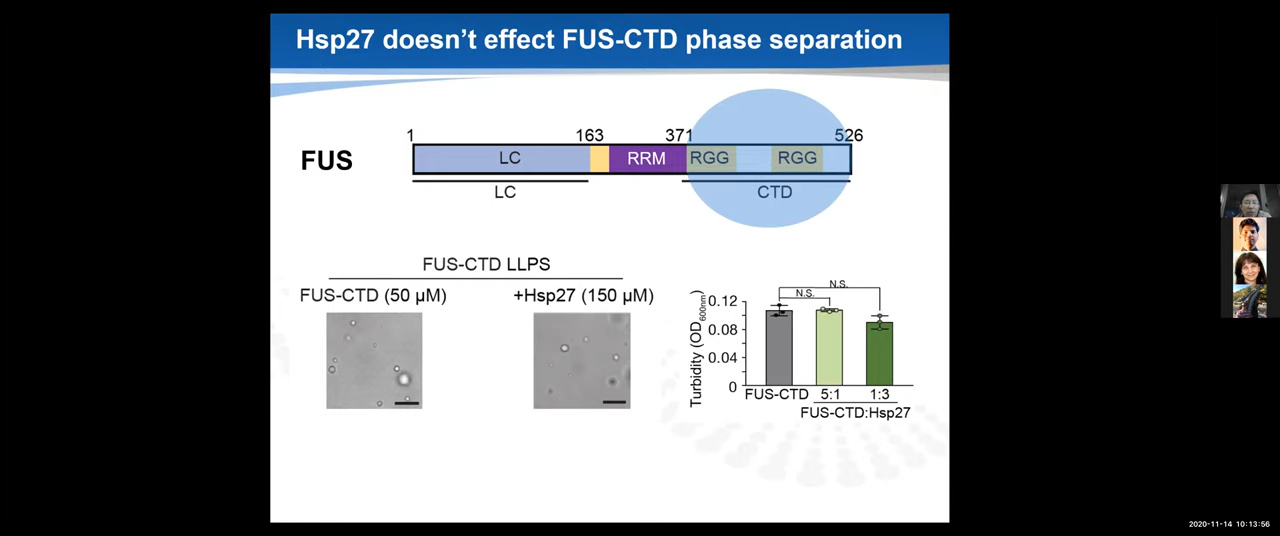 Hsp27 doesn't effect FUS-CTD phase separation
1 163 371 526
FUS LC RRM RGG RGG
LC CTD
FUS-CTD LLPS
FUS-CTD (50 µM) +Hsp27 (150 µM)
N.S.
N.S.
Turbidity (OD600nm)
0.12
0.08
0.04
0
FUS-CTD 5:1 1:3
FUS-CTD:Hsp27
2020-11-14 10:13:56